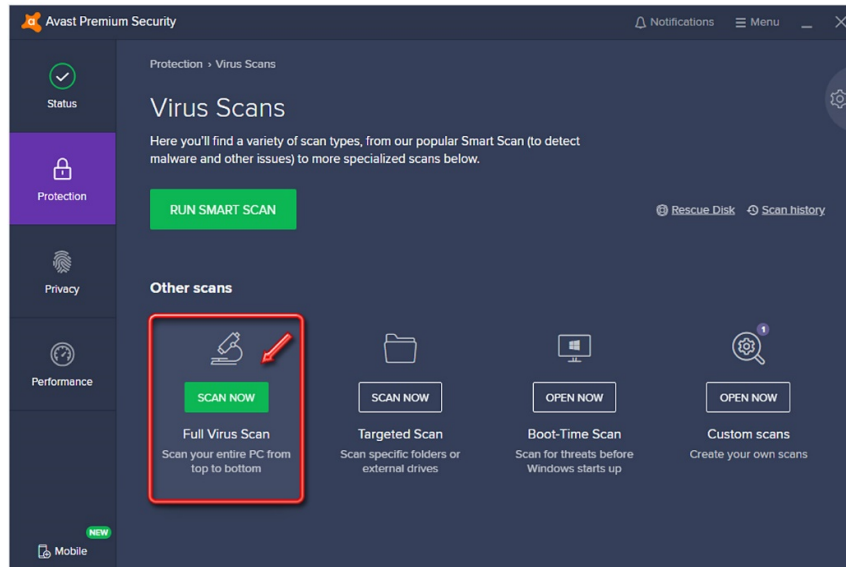 Avast Premium Security
Notifications
Menu
Status
Protection
Privacy
Performance
NEW
Mobile
Protection › Virus Scans
Virus Scans
Here you'll find a variety of scan types, from our popular Smart Scan (to detect
malware and other issues) to more specialized scans below.
RUN SMART SCAN
Rescue Disk
Scan history
Other scans
SCAN NOW
Full Virus Scan
Scan your entire PC from
top to bottom
SCAN NOW
Targeted Scan
Scan specific folders or
external drives
OPEN NOW
Boot-Time Scan
Scan for threats before
Windows starts up
1
OPEN NOW
Custom scans
Create your own scans